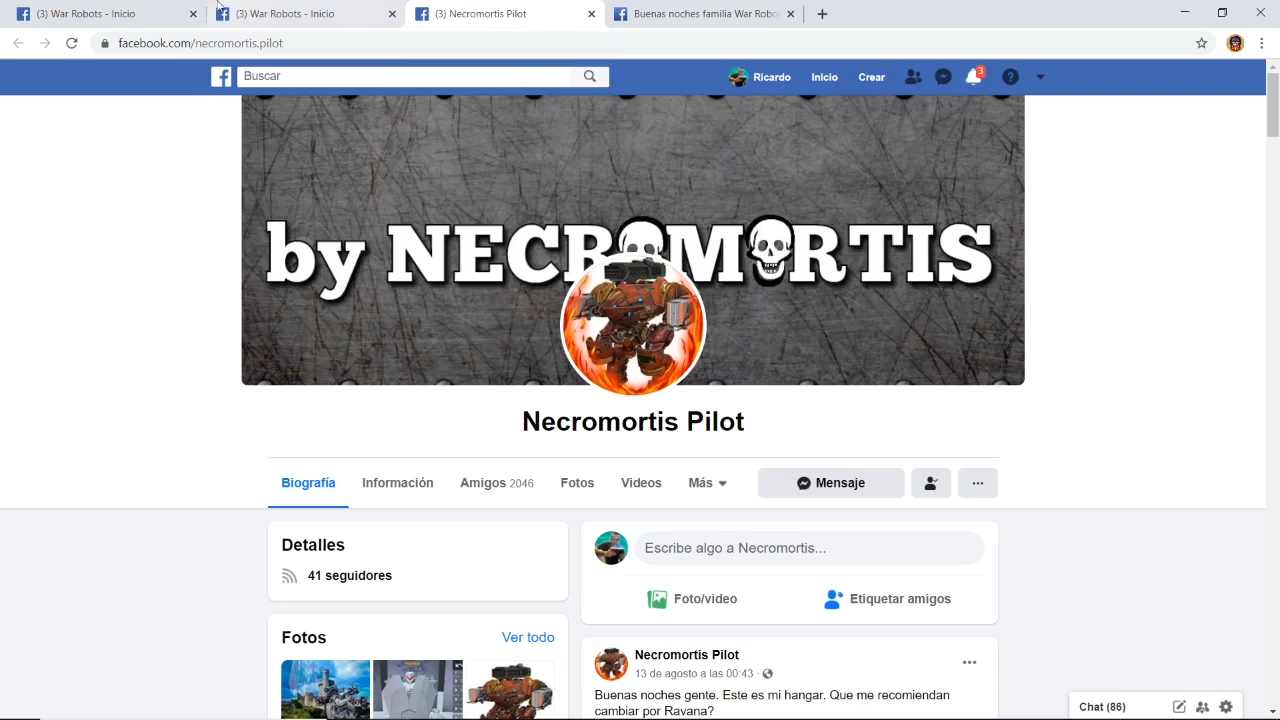 (3) War Robots - Inicio
(3) War Robots - Inicio
(3) Necromortis Pilot
Buenas noches familia War Robo
facebook.com/necromortis.pilot
Buscar
Ricardo
Inicio
Crear
3
by NECROMORTIS
Necromortis Pilot
Biografía
Información
Amigos 2046
Fotos
Videos
Más
Mensaje
Detalles
41 seguidores
Escribe algo a Necromortis...
Foto/video
Etiquetar amigos
Fotos
Ver todo
Necromortis Pilot
13 de agosto a las 00:43 ·
Buenas noches gente. Este es mi hangar. Que me recomiendan
cambiar por Ravana?
Chat (86)